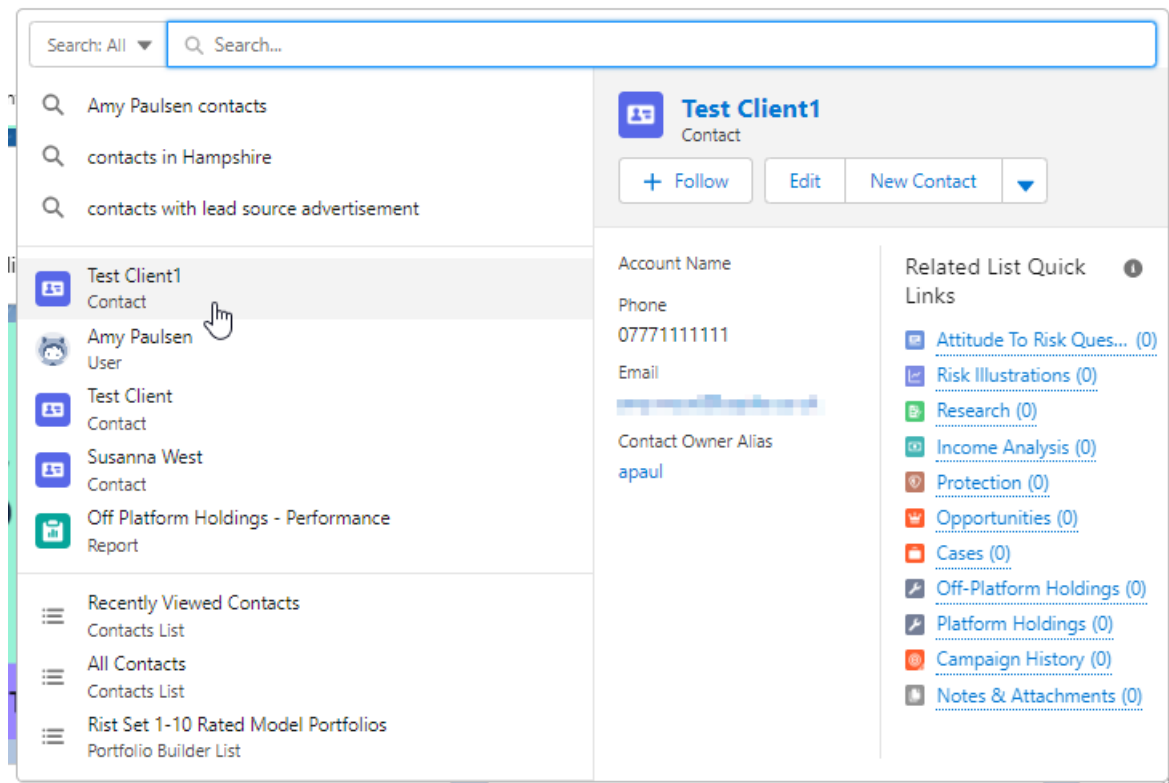 Search: All
Search...
Amy Paulsen contacts
contacts in Hampshire
contacts with lead source advertisement
Test Client1
Contact
Amy Paulsen
User
Test Client
Contact
Susanna West
Contact
Off Platform Holdings - Performance
Report
Recently Viewed Contacts
Contacts List
All Contacts
Contacts List
Rist Set 1-10 Rated Model Portfolios
Portfolio Builder List
Test Client1
Contact
+ Follow
Edit
New Contact
Account Name
Phone
07771111111
Email
Contact Owner Alias
apaul
Related List Quick
Links
Attitude To Risk Ques... (0)
Risk Illustrations (0)
Research (0)
Income Analysis (0)
Protection (0)
Opportunities (0)
Cases (0)
Off-Platform Holdings (0)
Platform Holdings (0)
Campaign History (0)
Notes & Attachments (0)